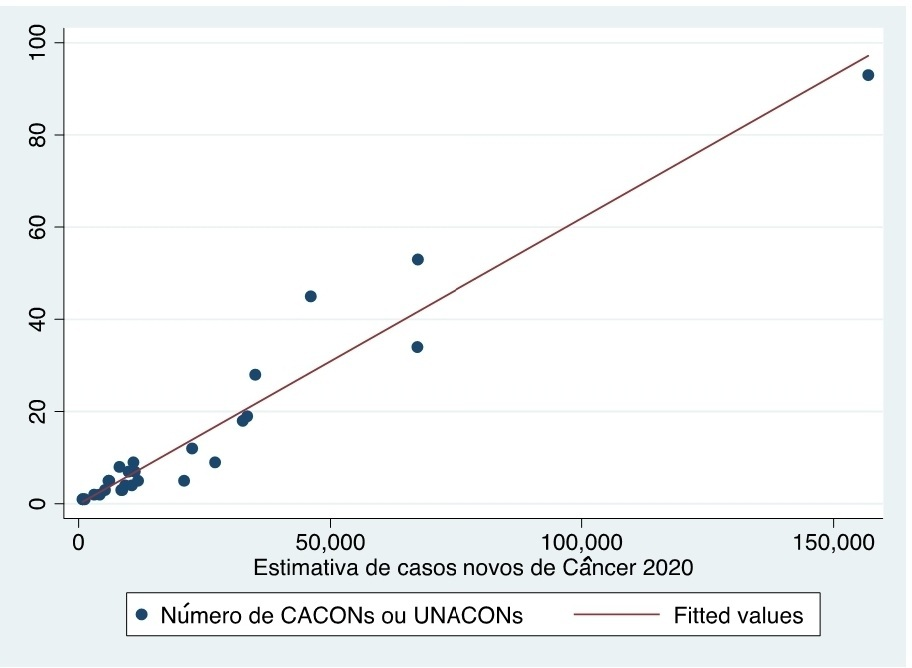 100
80
60
40
20
0
0 50,000 100,000 150,000
Estimativa de casos novos de Câncer 2020
Número de CACONs ou UNACONs Fitted values